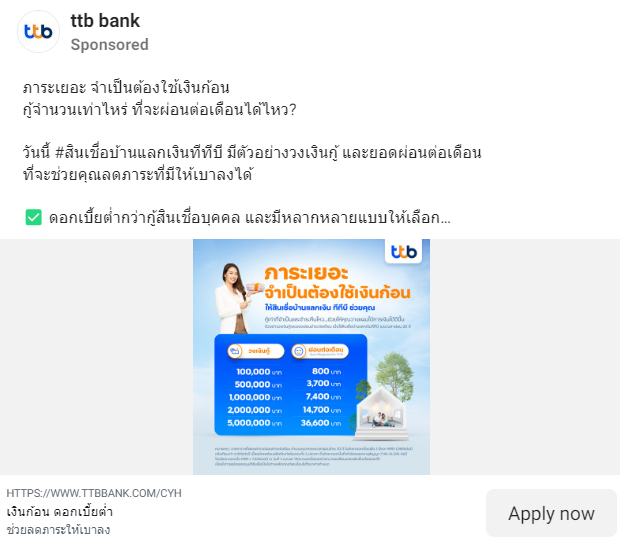 ttb
ttb bank
Sponsored
ภาระเยอะ จำเป็นต้องใช้เงินก้อน
กู้จำนวนเท่าไหร่ ที่จะผ่อนต่อเดือนได้ไหว?
วันนี้ #สินเชื่อบ้านแลกเงินทีทีบี มีตัวอย่างวงเงินกู้ และยอดผ่อนต่อเดือน
ที่จะช่วยคุณลดภาระที่มีให้เบาลงได้
✅ ดอกเบี้ยต่ำกว่ากู้สินเชื่อบุคคล และมีหลากหลายแบบให้เลือก...
ttb
ภาระเยอะ
จำเป็นต้องใช้เงินก้อน
ให้สินเชื่อบ้านแลกเงิน ทีทีบี ช่วยคุณ
วงเงินกู้ ผ่อนต่อเดือน
100,000 บาท 800 บาท
500,000 บาท 3,700 บาท
1,000,000 บาท 7,400 บาท
2,000,000 บาท 14,700 บาท
5,000,000 บาท 36,600 บาท
HTTPS://WWW.TTBBANK.COM/CYH
เงินก้อน ดอกเบี้ยต่ำ
ช่วยลดภาระให้เบาลง
Apply now